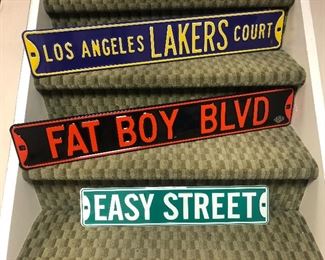 LOS ANGELES LAKERS COURT
FAT BOY BLVD
EASY STREET